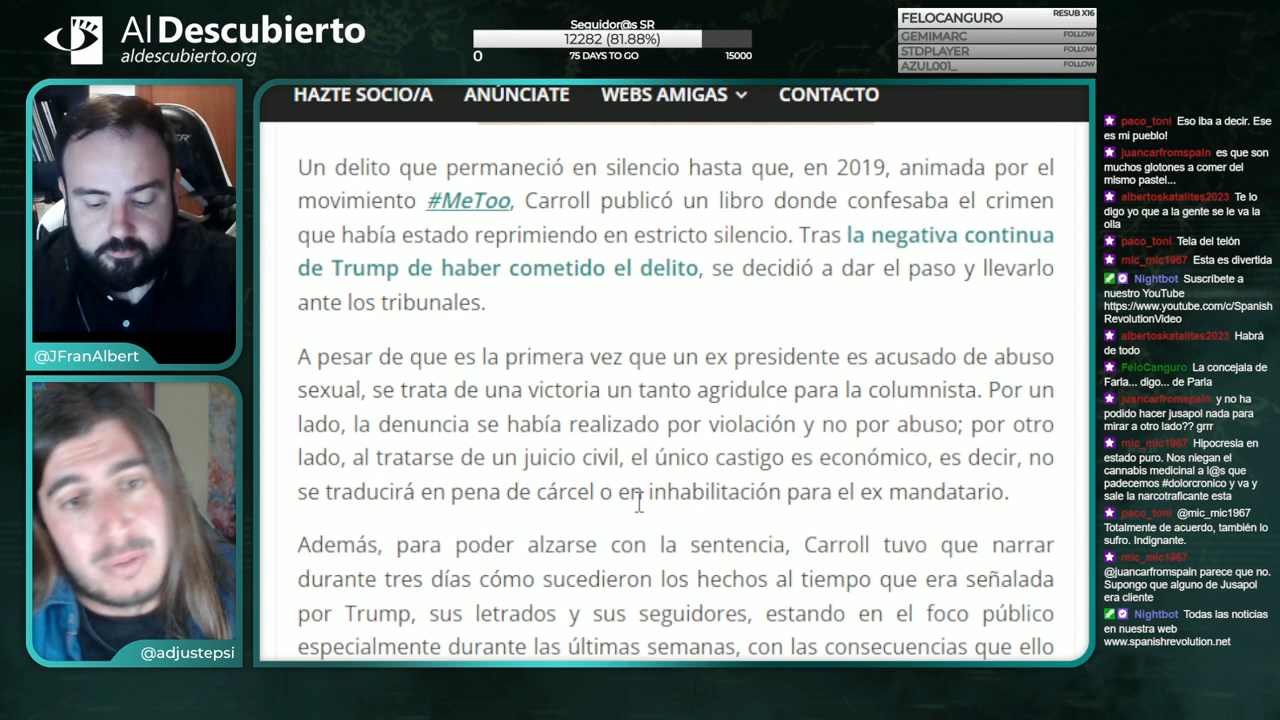 Al Descubierto
aldescubierto.org
Seguidor@s SR
12282 (81.88%)
0
75 DAYS TO GO
15000
FELOCANGURO
RESUB X16
GEMIMARC
FOLLOW
STDPLAYER
FOLLOW
AZUL001_
FOLLOW
@JFranAlbert
@adjustepsi
HAZTE SOCIO/A ANÚNCIATE WEBS AMIGAS CONTACTO
Un delito que permaneció en silencio hasta que, en 2019, animada por el
movimiento #MeToo, Carroll publicó un libro donde confesaba el crimen
que había estado reprimiendo en estricto silencio. Tras la negativa continua
de Trump de haber cometido el delito, se decidió a dar el paso y llevarlo
ante los tribunales.
A pesar de que es la primera vez que un ex presidente es acusado de abuso
sexual, se trata de una victoria un tanto agridulce para la columnista. Por un
lado, la denuncia se había realizado por violación y no por abuso; por otro
lado, al tratarse de un juicio civil, el único castigo es económico, es decir, no
se traducirá en pena de cárcel o en inhabilitación para el ex mandatario.
Además, para poder alzarse con la sentencia, Carroll tuvo que narrar
durante tres días cómo sucedieron los hechos al tiempo que era señalada
por Trump, sus letrados y sus seguidores, estando en el foco público
especialmente durante las últimas semanas, con las consecuencias que ello
paco_toni Eso iba a decir. Ese
es mi pueblo!
juancarfromspain es que son
muchos glotones a comer del
mismo pastel...
albertoskatalites2023 Te lo
digo yo que a la gente se le va la
olla
paco_toni Tela del telón
mic_mic1967 Esta es divertida
Nightbot Suscríbete a
nuestro YouTube
https://www.youtube.com/c/Spanish
RevolutionVideo
albertoskatalites2023 Habrá
de todo
FeloCanguro La concejala de
Farla... digo... de Parla
juancarfromspain y no ha
podido hacer jusapol nada para
mirar a otro lado?? grrr
mic_mic1967 Hipocresia en
estado puro. Nos niegan el
cannabis medicinal a l@s que
padecemos #dolorcronico y va y
sale la narcotraficante esta
paco_toni @mic_mic1967
Totalmente de acuerdo, también lo
sufro. Indignante.
mic_mic1967
@juancarfromspain parece que no.
Supongo que alguno de Jusapol
era cliente
Nightbot Todas las noticias
en nuestra web
www.spanishrevolution.net